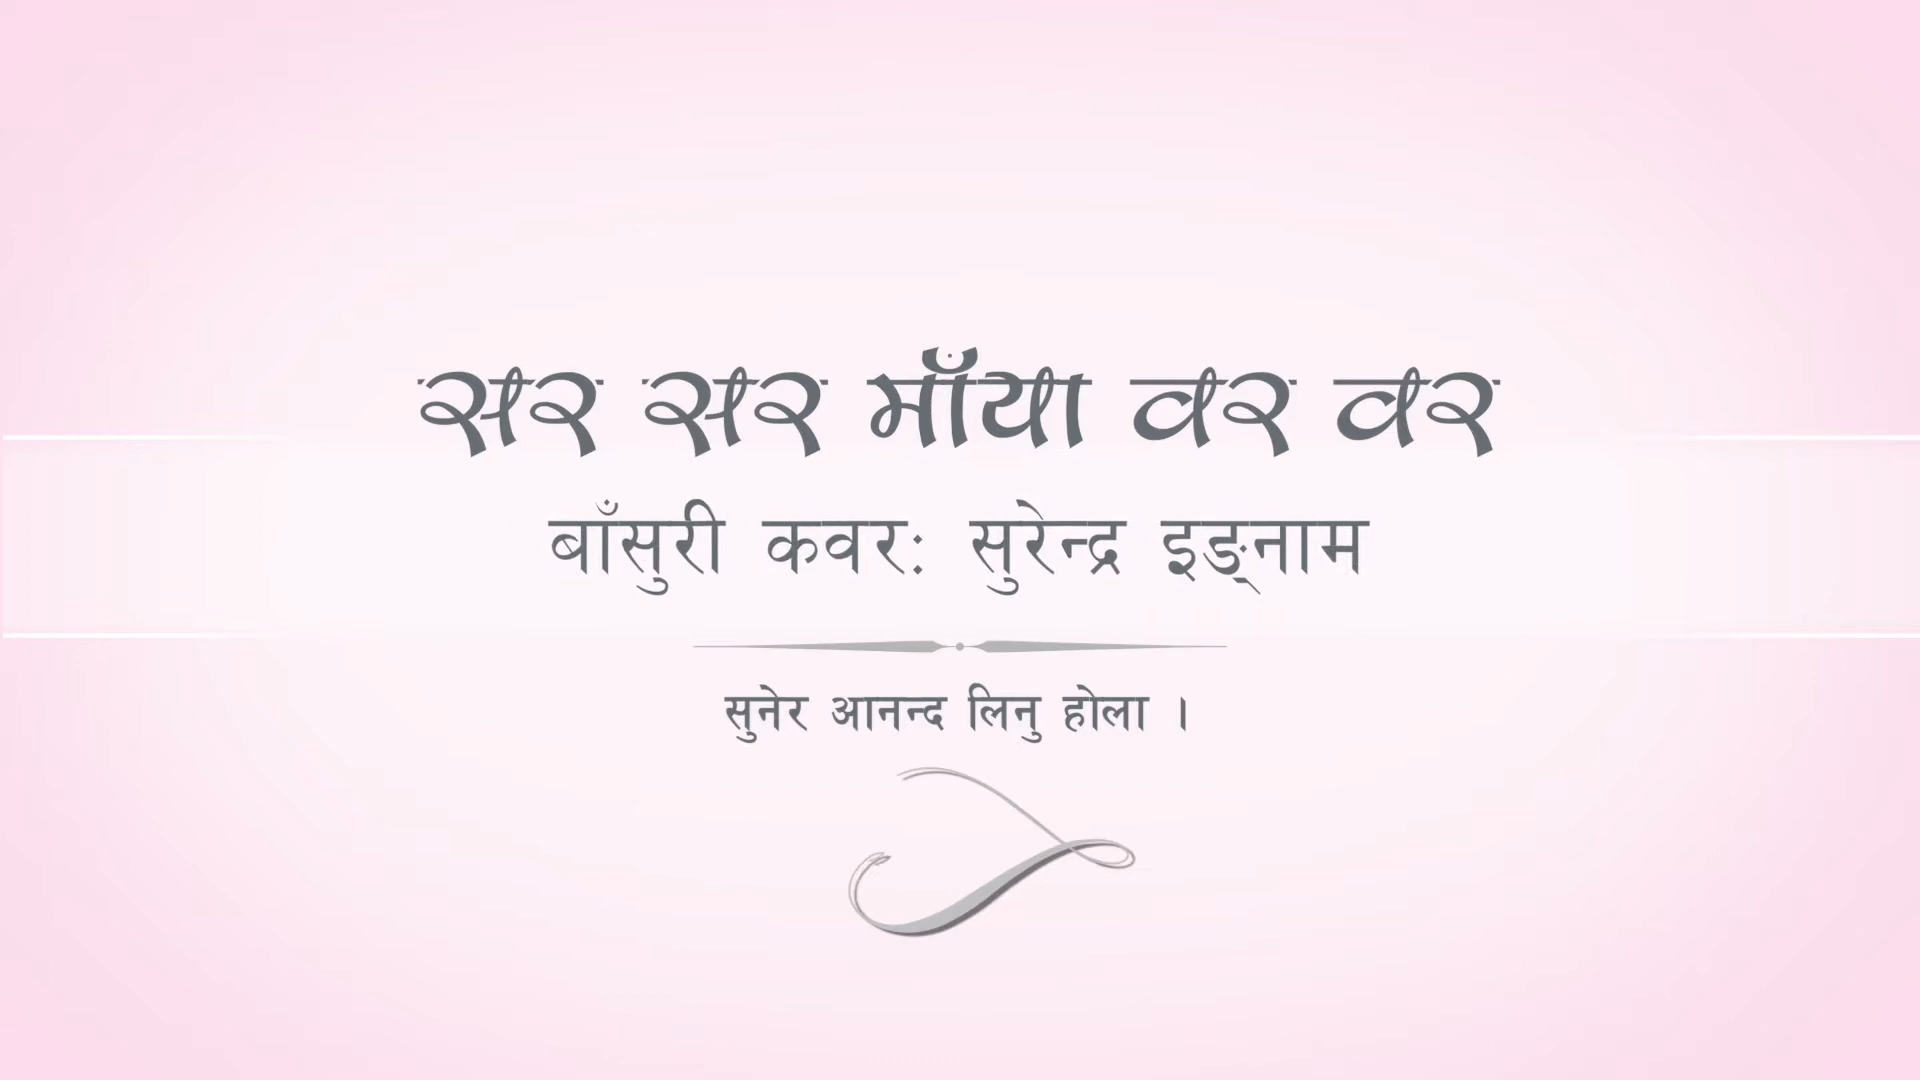 सर सर माँया वर वर
बाँसुरी कवरः सुरेन्द्र इङ्नाम
सुनेर आनन्द लिनु होला ।